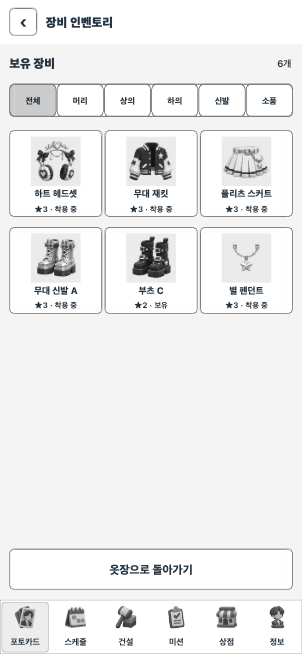 ‹ 장비 인벤토리
보유 장비 6개
전체 머리 상의 하의 신발 소품
하트 헤드셋 무대 재킷 플리츠 스커트
★3 · 착용 중 ★3 · 착용 중 ★3 · 착용 중
무대 신발 A 부츠 C 별 펜던트
★3 · 착용 중 ★2 · 보유 ★3 · 착용 중
옷장으로 돌아가기
포토카드 스케줄 건설 미션 상점 정보